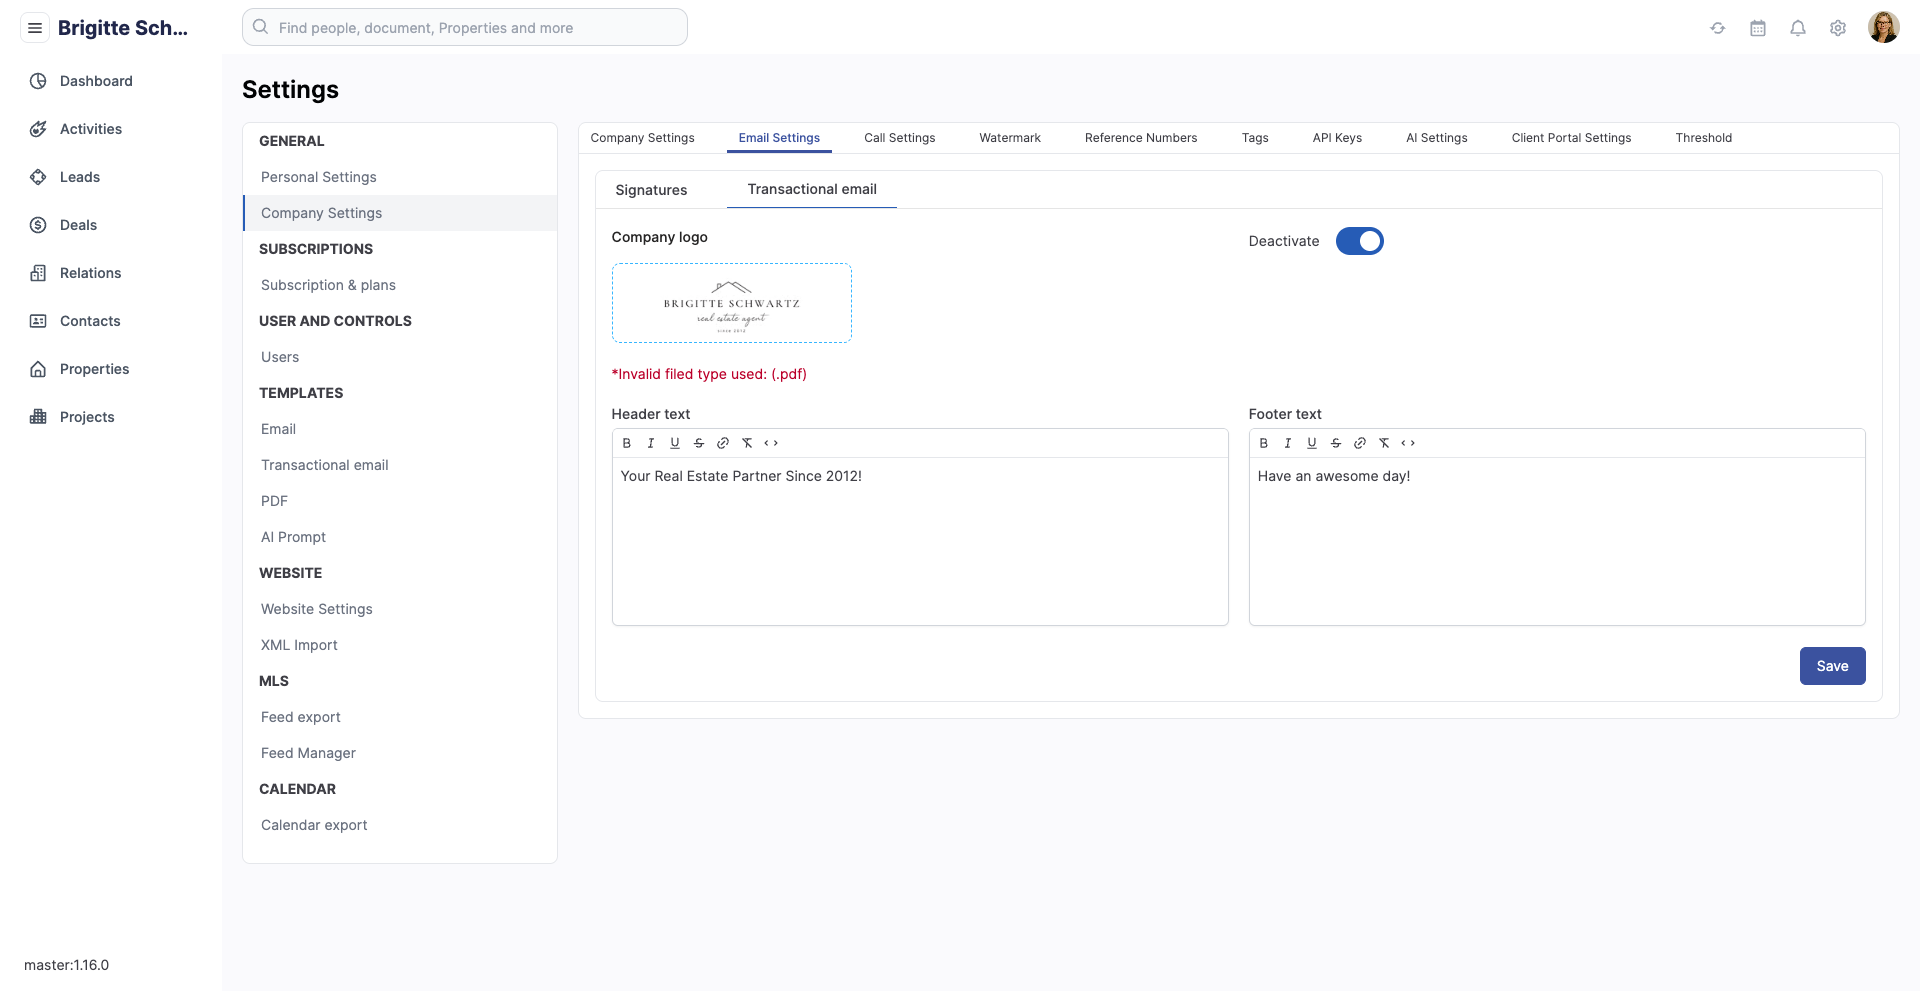 Brigitte Sch...
Find people, document, Properties and more
Dashboard
Activities
Leads
Deals
Relations
Contacts
Properties
Projects
master:1.16.0
Settings
GENERAL
Personal Settings
Company Settings
SUBSCRIPTIONS
Subscription & plans
USER AND CONTROLS
Users
TEMPLATES
Email
Transactional email
PDF
AI Prompt
WEBSITE
Website Settings
XML Import
MLS
Feed export
Feed Manager
CALENDAR
Calendar export
Company Settings Email Settings Call Settings Watermark Reference Numbers Tags API Keys AI Settings Client Portal Settings Threshold
Signatures Transactional email
Company logo
Deactivate
BRIGITTE SCHWARTZ
real estate agent
since 2012
*Invalid filed type used: (.pdf)
Header text
Your Real Estate Partner Since 2012!
Footer text
Have an awesome day!
Save